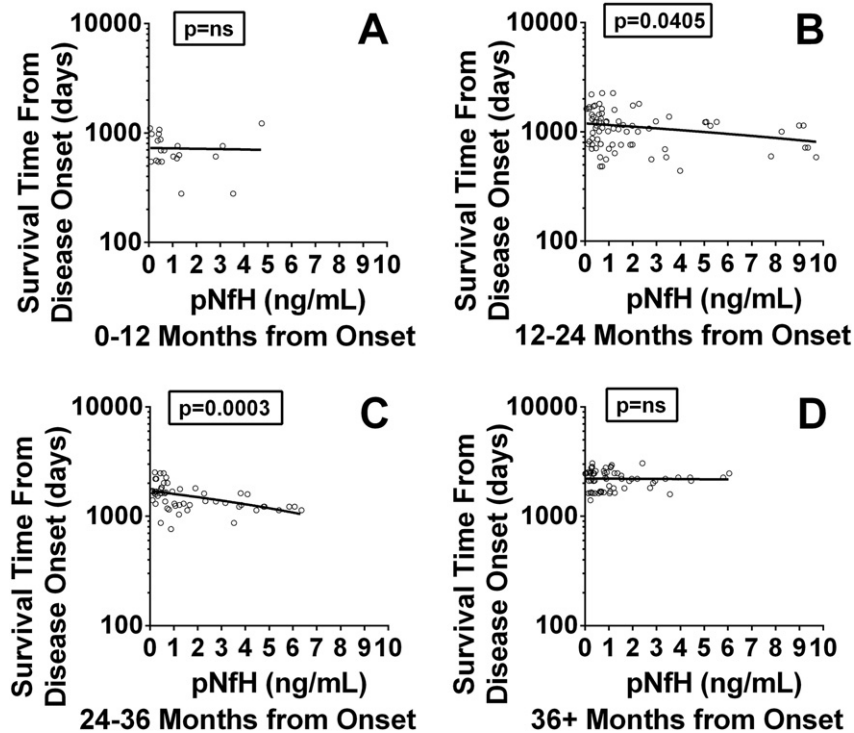 p=ns
A
Survival Time From
Disease Onset (days)
10000
1000
100
0 1 2 3 4 5 6 7 8 9 10
pNfH (ng/mL)
0-12 Months from Onset
p=0.0405
B
Survival Time From
Disease Onset (days)
10000
1000
100
0 1 2 3 4 5 6 7 8 9 10
pNfH (ng/mL)
12-24 Months from Onset
p=0.0003
C
Survival Time From
Disease Onset (days)
10000
1000
100
0 1 2 3 4 5 6 7 8 9 10
pNfH (ng/mL)
24-36 Months from Onset
p=ns
D
Survival Time From
Disease Onset (days)
10000
1000
100
0 1 2 3 4 5 6 7 8 9 10
pNfH (ng/mL)
36+ Months from Onset